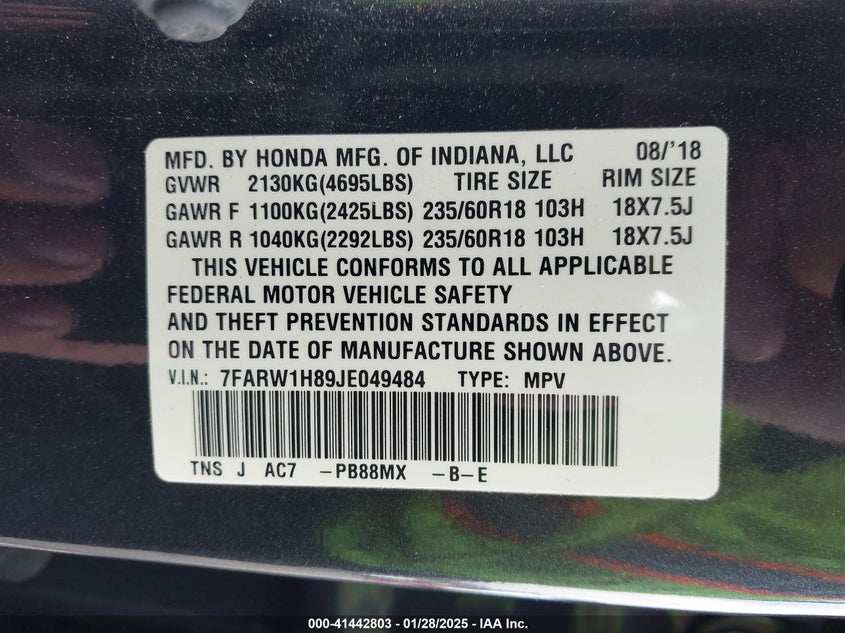 MFD. BY HONDA MFG. OF INDIANA, LLC 08/'18
GVWR 2130KG(4695LBS) TIRE SIZE RIM SIZE
GAWR F 1100KG(2425LBS) 235/60R18 103H 18X7.5J
GAWR R 1040KG(2292LBS) 235/60R18 103H 18X7.5J
THIS VEHICLE CONFORMS TO ALL APPLICABLE
FEDERAL MOTOR VEHICLE SAFETY
AND THEFT PREVENTION STANDARDS IN EFFECT
ON THE DATE OF MANUFACTURE SHOWN ABOVE.
V.I.N.: 7FARW1H89JE049484 TYPE: MPV
TNS J AC7 -PB88MX -B-E
000-41442803 - 01/28/2025 - IAA Inc.